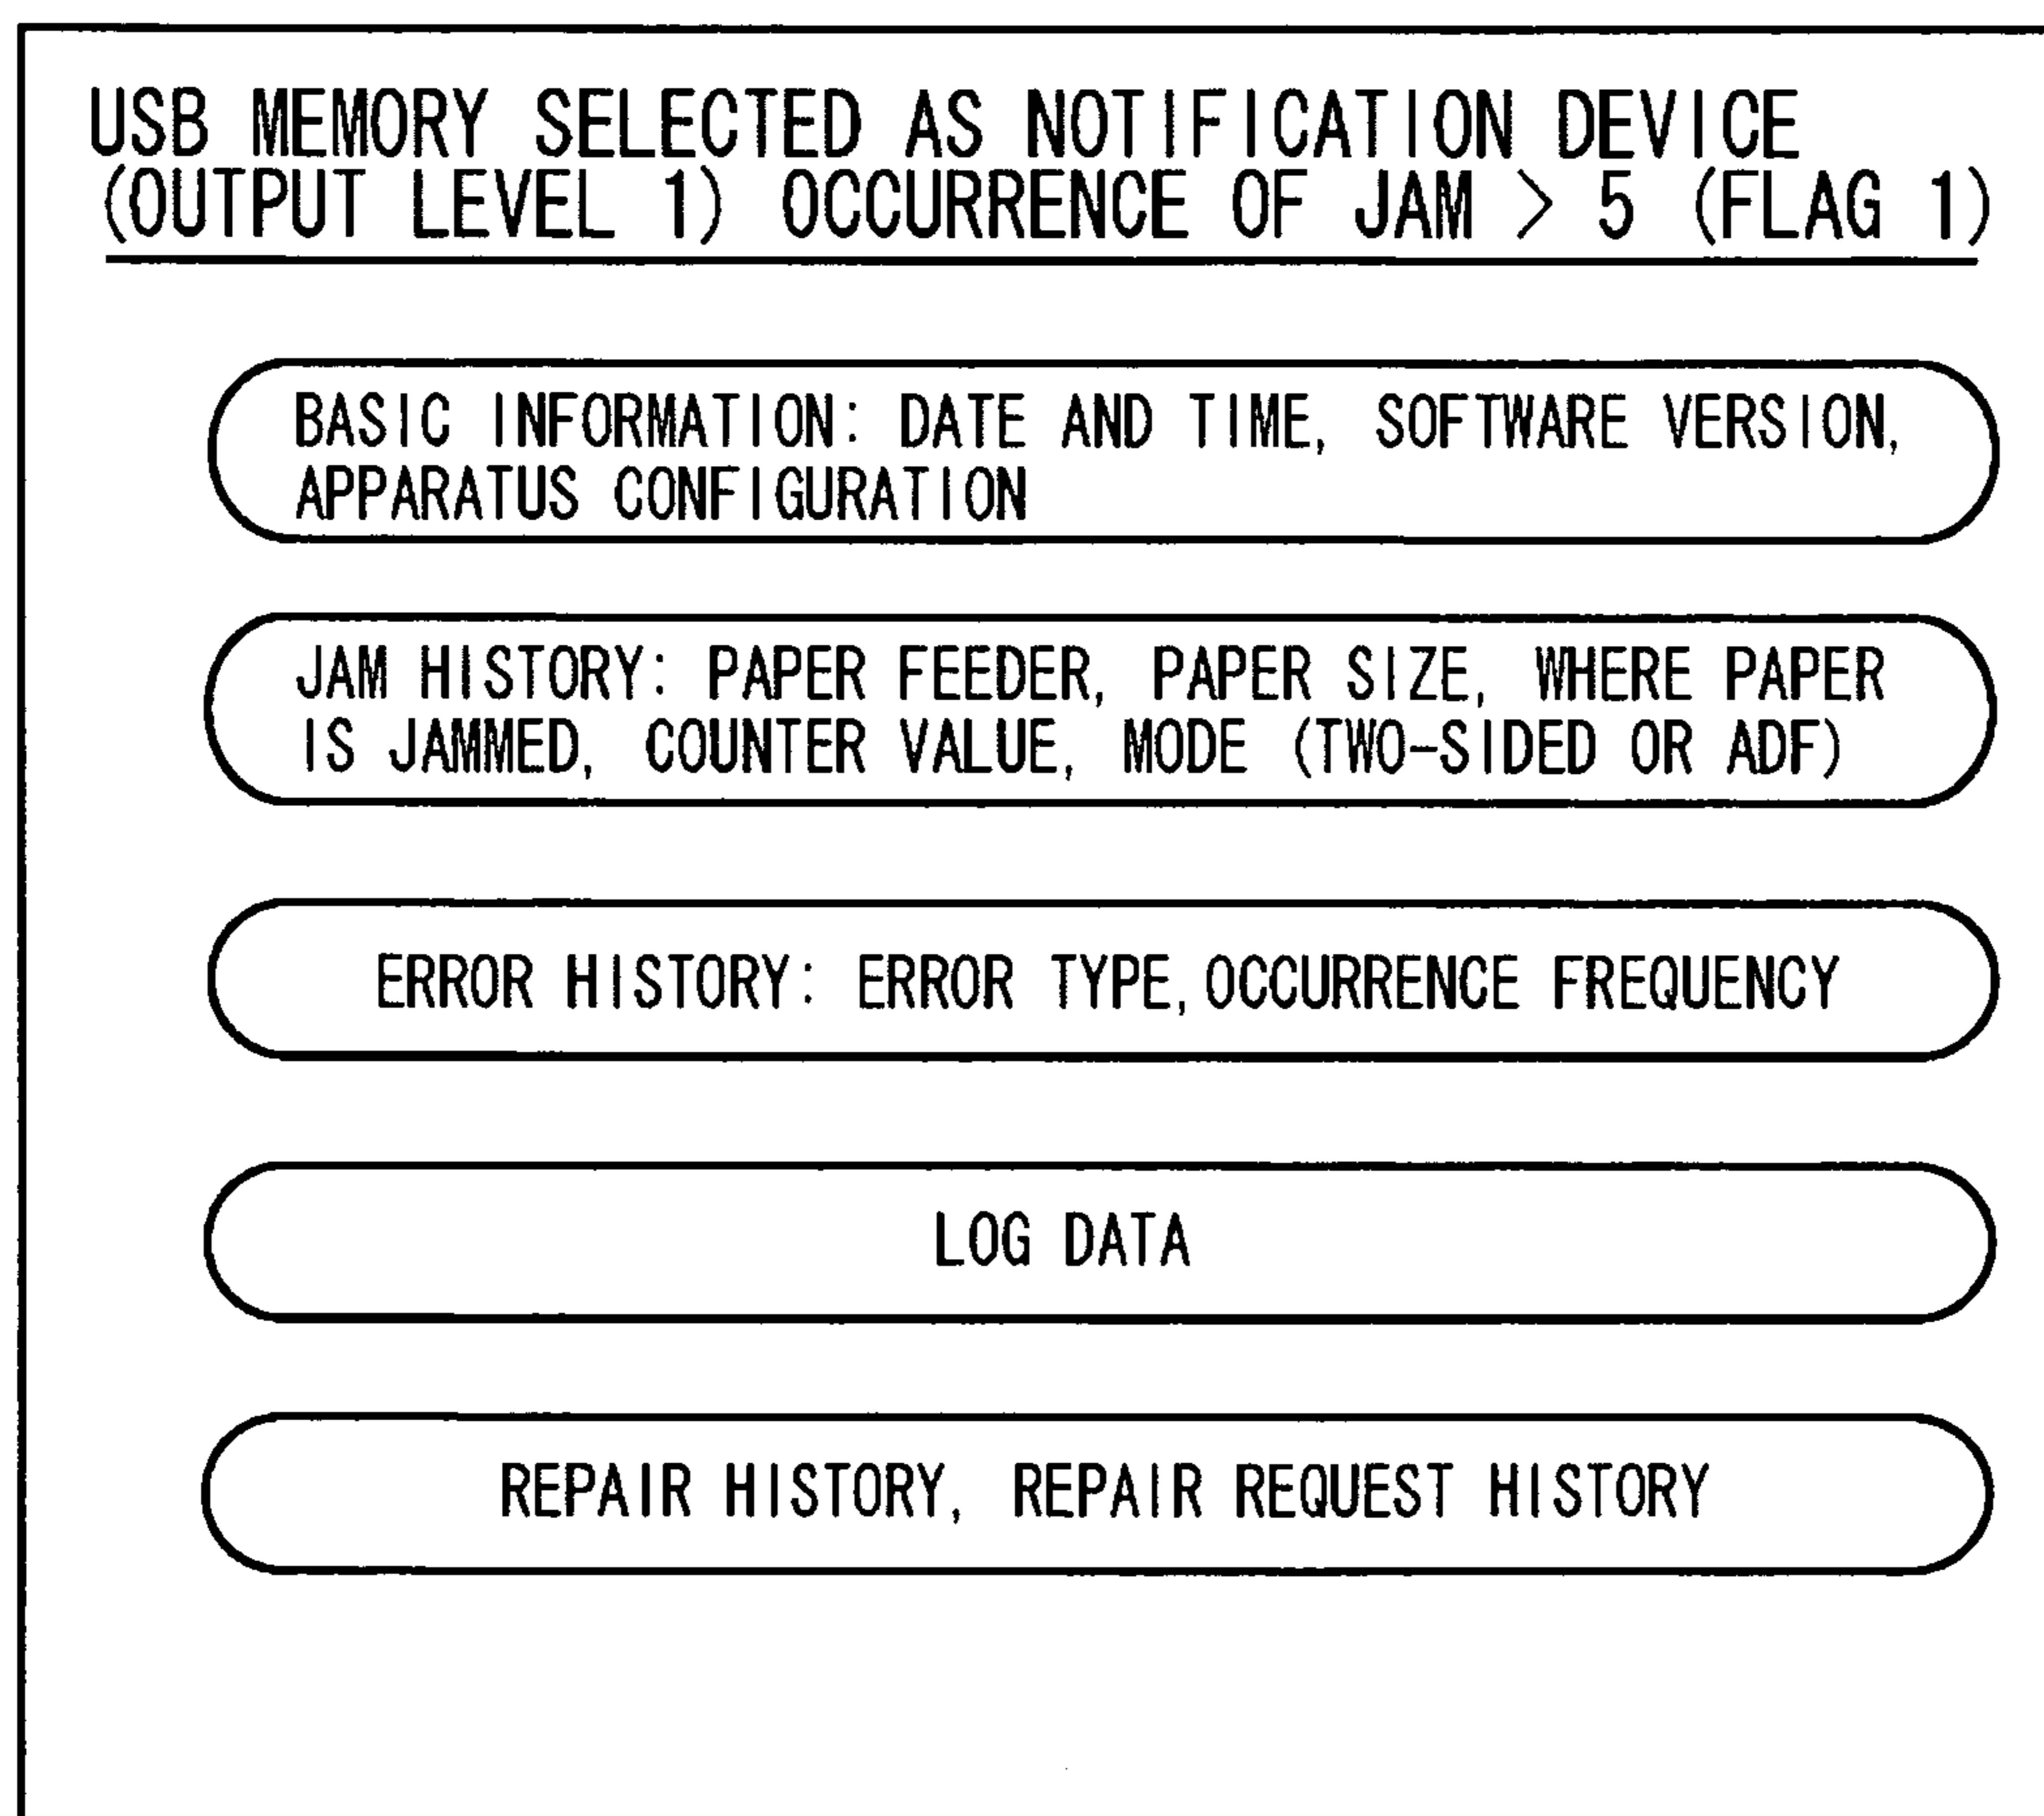 USB MEMORY SELECTED AS NOTIFICATION DEVICE
(OUTPUT LEVEL 1) OCCURRENCE OF JAM > 5 (FLAG 1)
BASIC INFORMATION: DATE AND TIME, SOFTWARE VERSION,
APPARATUS CONFIGURATION
JAM HISTORY: PAPER FEEDER, PAPER SIZE, WHERE PAPER
IS JAMMED, COUNTER VALUE, MODE (TWO-SIDED OR ADF)
ERROR HISTORY: ERROR TYPE, OCCURRENCE FREQUENCY
LOG DATA
REPAIR HISTORY, REPAIR REQUEST HISTORY